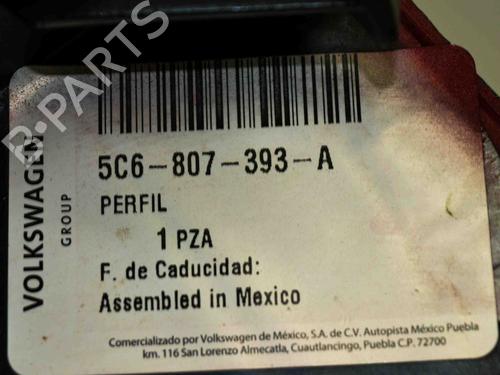 B-PARTS
VOLKSWAGEN
GROUP
5C6-807-393-A
PERFIL
1 PZA
F. de Caducidad:
Assembled in Mexico
Comercializado por Volkswagen de México, S.A. de C.V. Autopista México Puebla
km. 116 San Lorenzo Almecatla, Cuautlancingo, Puebla C.P. 72700